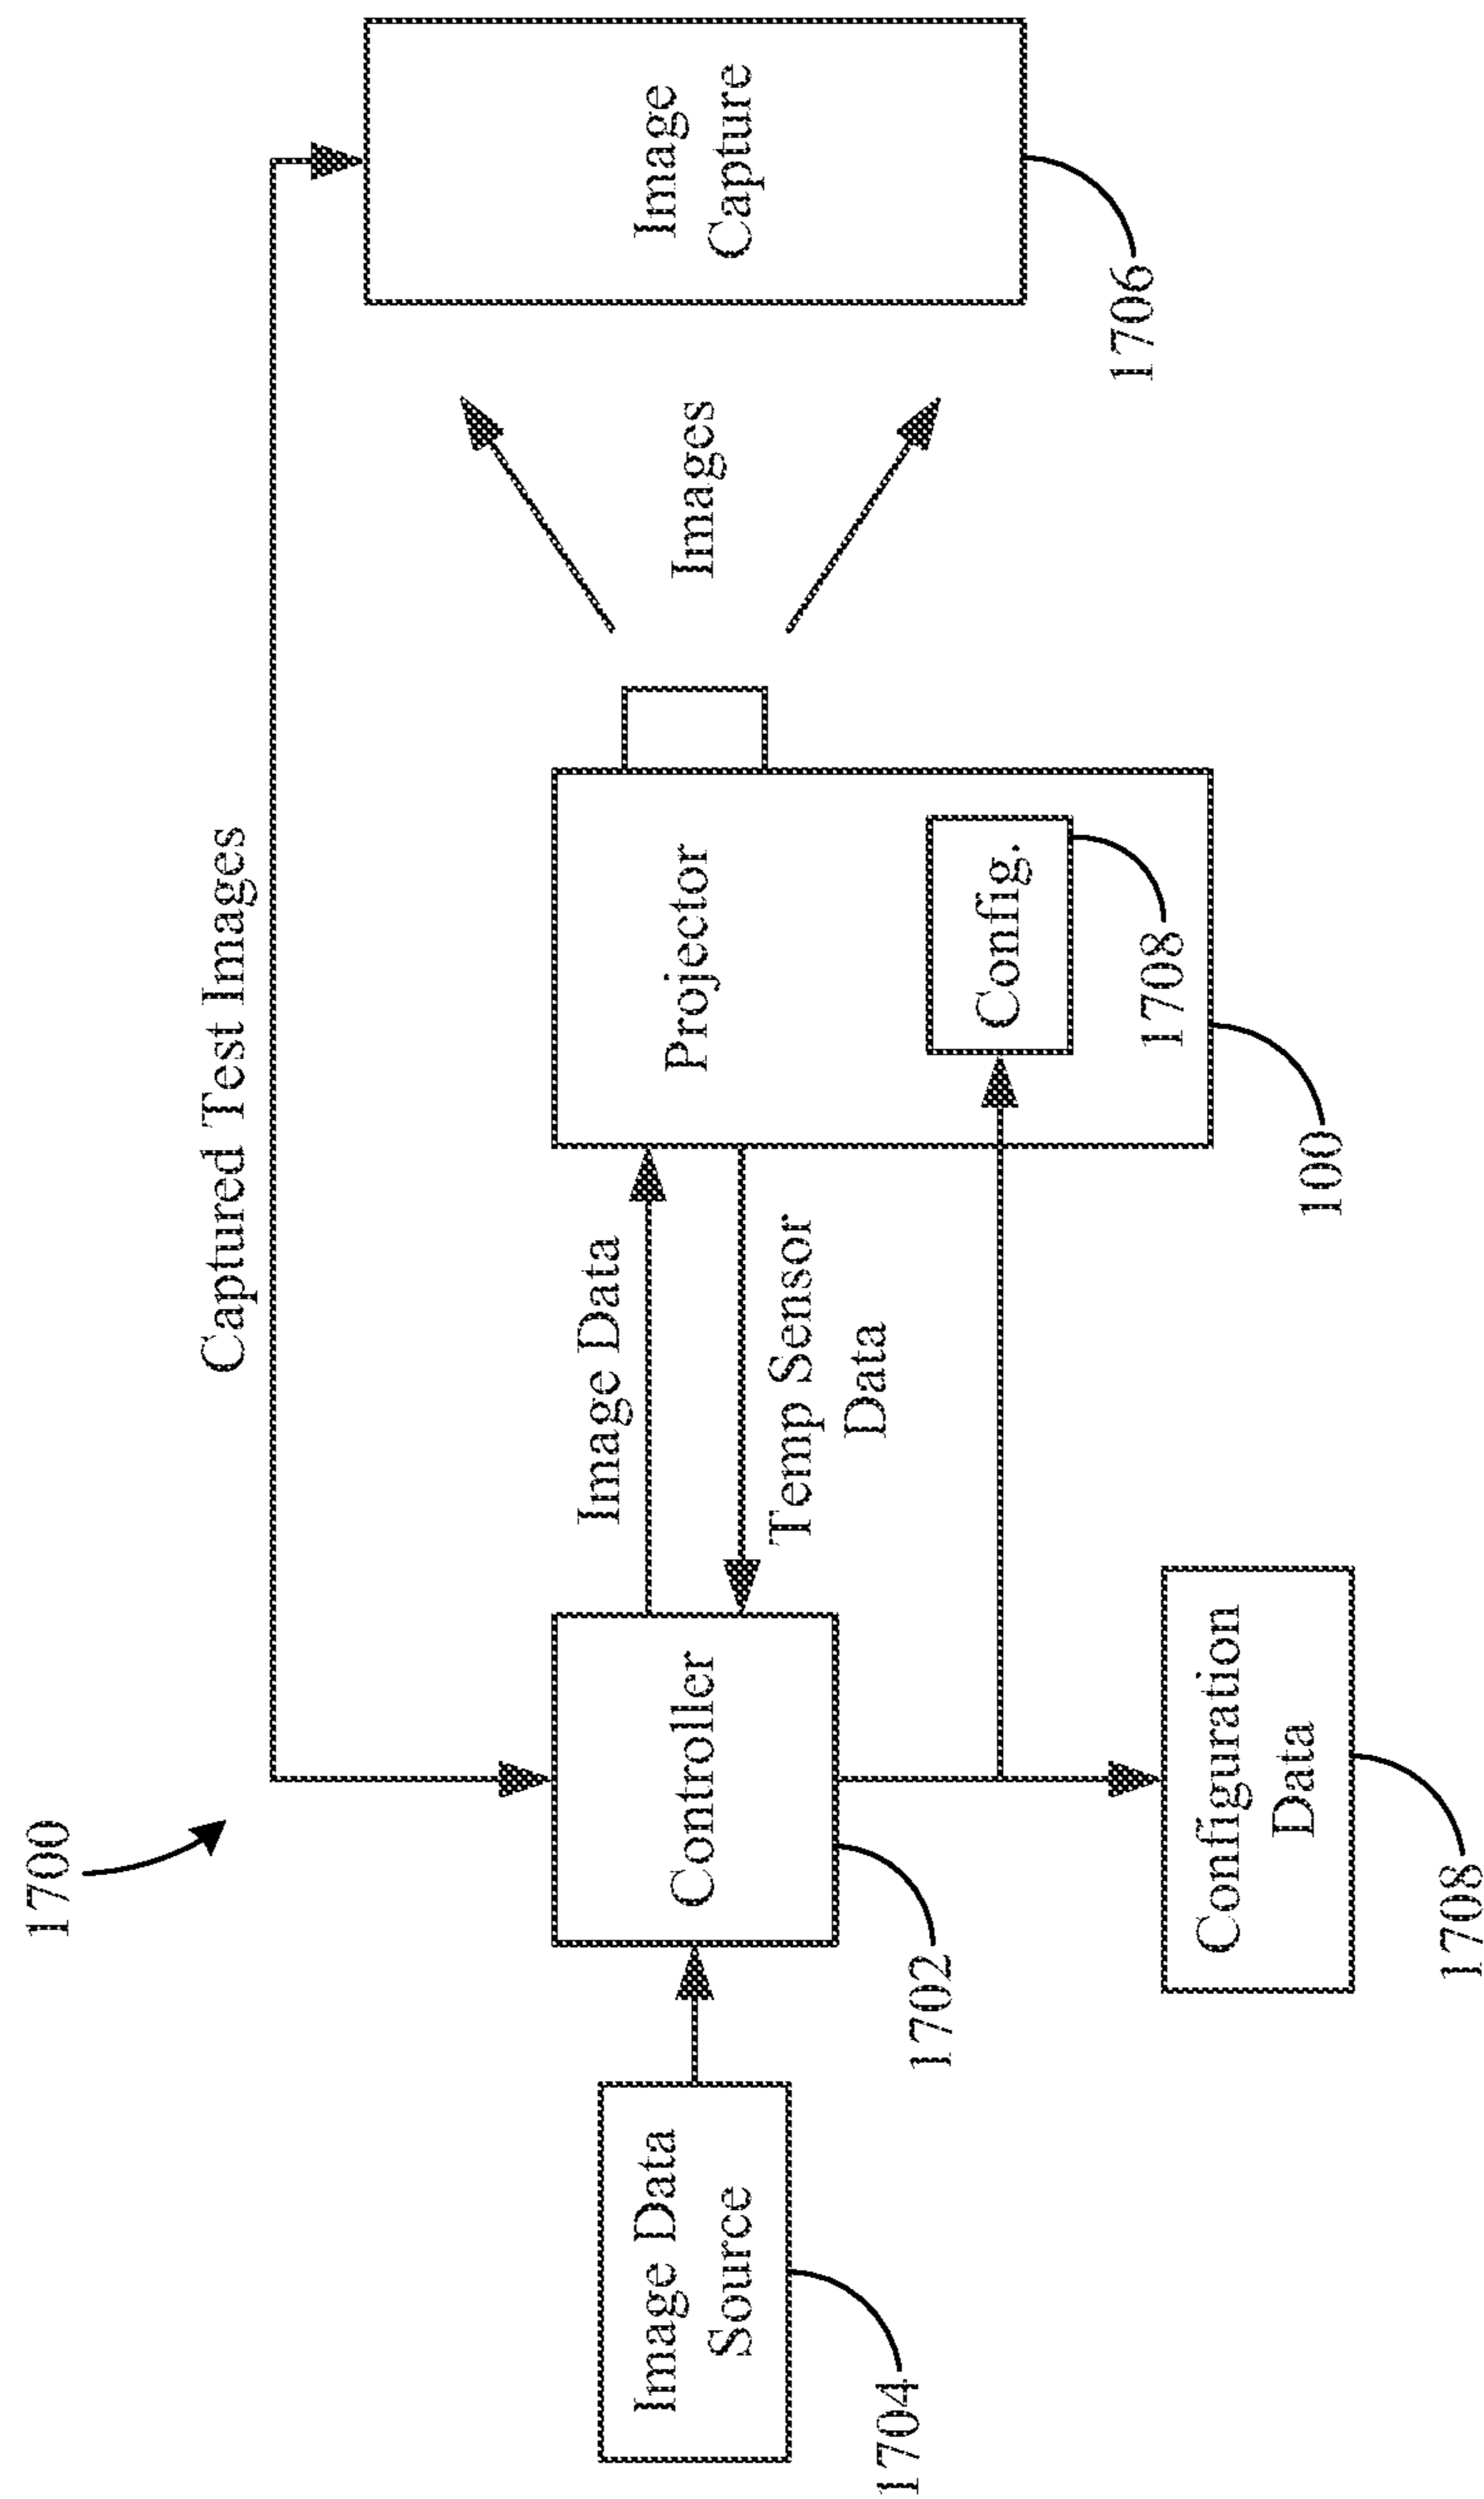 1700
Captured Test Images
Image Data
Source
1704
Controller
1702
Image Data
Temp Sensor
Data
Configuration
Data
1708
Projector
Config.
1708
100
Images
Image
Capture
1706